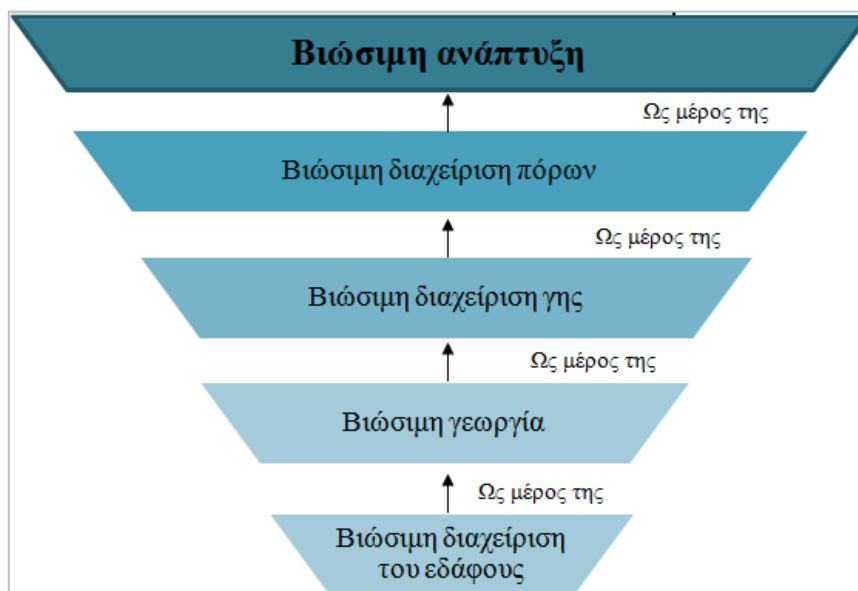 Βιώσιμη ανάπτυξη
Ως μέρος της
Βιώσιμη διαχείριση πόρων
Ως μέρος της
Βιώσιμη διαχείριση γης
Ως μέρος της
Βιώσιμη γεωργία
Ως μέρος της
Βιώσιμη διαχείριση
του εδάφους